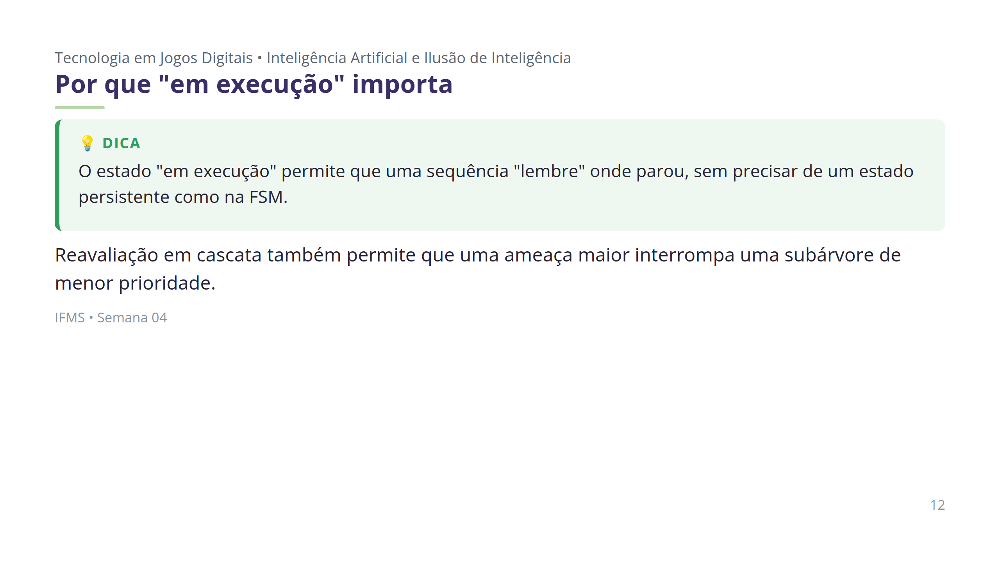 Tecnologia em Jogos Digitais • Inteligência Artificial e Ilusão de Inteligência
Por que "em execução" importa
💡 DICA
O estado "em execução" permite que uma sequência "lembre" onde parou, sem precisar de um estado
persistente como na FSM.
Reavaliação em cascata também permite que uma ameaça maior interrompa uma subárvore de
menor prioridade.
IFMS • Semana 04
12